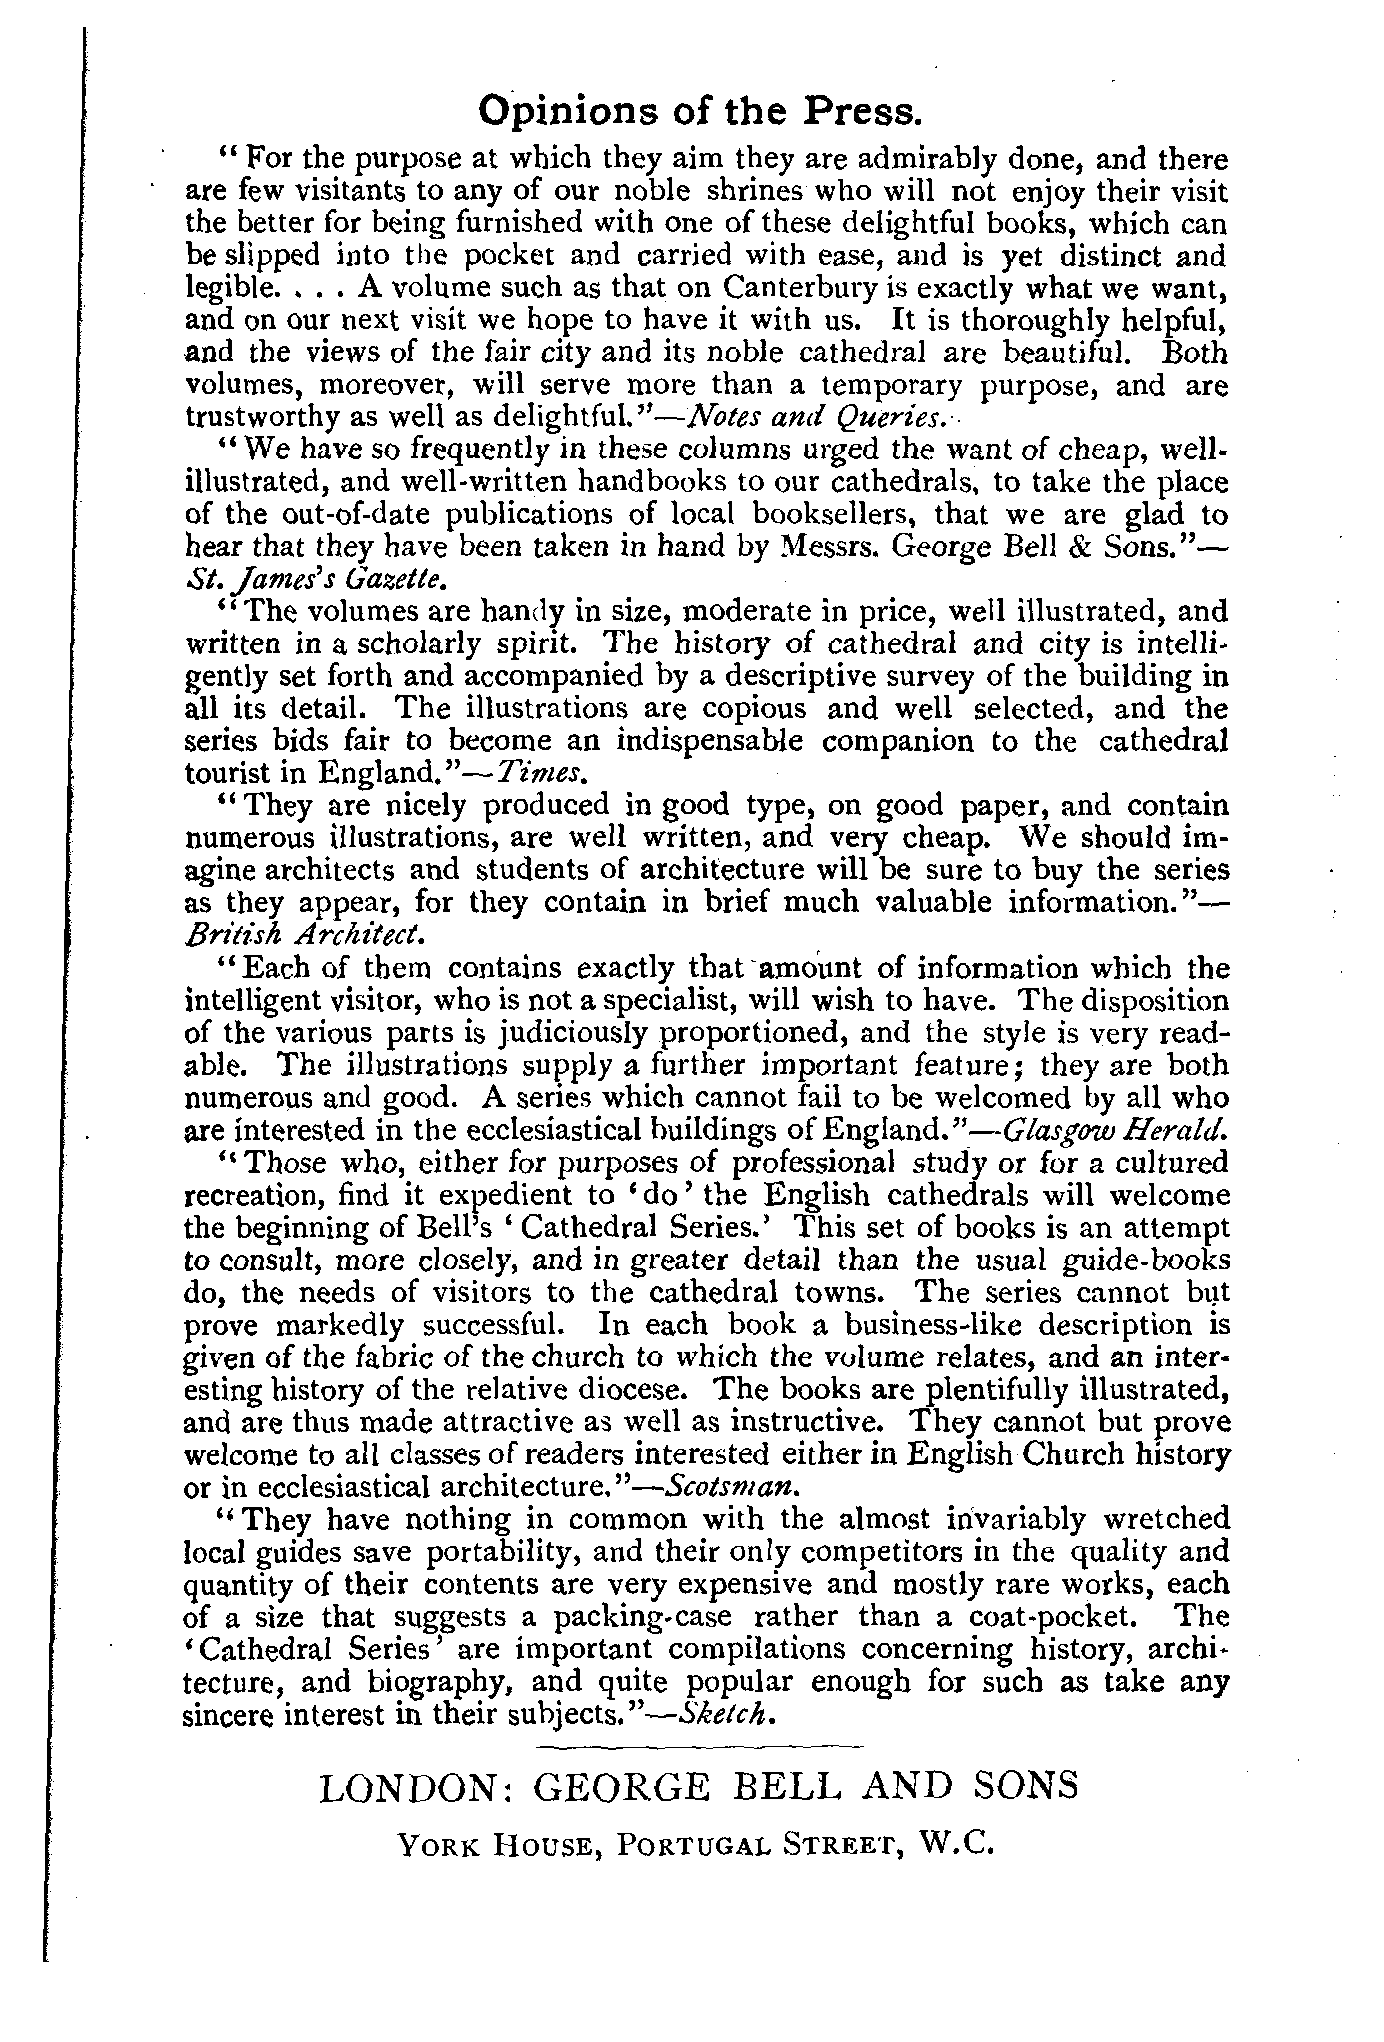 Opinions of the Press.
“For the purpose at which they aim they are admirably done, and there
are few visitants to any of our noble shrines who will not enjoy their visit
the better for being furnished with one of these delightful books, which can
be slipped into the pocket and carried with ease, and is yet distinct and
legible. . . . A volume such as that on Canterbury is exactly what we want,
and on our next visit we hope to have it with us. It is thoroughly helpful,
and the views of the fair city and its noble cathedral are beautiful. Both
volumes, moreover, will serve more than a temporary purpose, and are
trustworthy as well as delightful.”—Notes and Queries.
“We have so frequently in these columns urged the want of cheap, well-
illustrated, and well-written handbooks to our cathedrals, to take the place
of the out-of-date publications of local booksellers, that we are glad to
hear that they have been taken in hand by Messrs. George Bell & Sons.”—
St. James’s Gazette.
“The volumes are handy in size, moderate in price, well illustrated, and
written in a scholarly spirit. The history of cathedral and city is intelli-
gently set forth and accompanied by a descriptive survey of the building in
all its detail. The illustrations are copious and well selected, and the
series bids fair to become an indispensable companion to the cathedral
tourist in England.”—Times.
“They are nicely produced in good type, on good paper, and contain
numerous illustrations, are well written, and very cheap. We should im-
agine architects and students of architecture will be sure to buy the series
as they appear, for they contain in brief much valuable information.”—
British Architect.
“Each of them contains exactly that amount of information which the
intelligent visitor, who is not a specialist, will wish to have. The disposition
of the various parts is judiciously proportioned, and the style is very read-
able. The illustrations supply a further important feature; they are both
numerous and good. A series which cannot fail to be welcomed by all who
are interested in the ecclesiastical buildings of England.”—Glasgow Herald.
“Those who, either for purposes of professional study or for a cultured
recreation, find it expedient to ‘do’ the English cathedrals will welcome
the beginning of Bell’s ‘Cathedral Series.’ This set of books is an attempt
to consult, more closely, and in greater detail than the usual guide-books
do, the needs of visitors to the cathedral towns. The series cannot but
prove markedly successful. In each book a business-like description is
given of the fabric of the church to which the volume relates, and an inter-
esting history of the relative diocese. The books are plentifully illustrated,
and are thus made attractive as well as instructive. They cannot but prove
welcome to all classes of readers interested either in English Church history
or in ecclesiastical architecture.”—Scotsman.
“They have nothing in common with the almost invariably wretched
local guides save portability, and their only competitors in the quality and
quantity of their contents are very expensive and mostly rare works, each
of a size that suggests a packing-case rather than a coat-pocket. The
‘Cathedral Series’ are important compilations concerning history, archi-
tecture, and biography, and quite popular enough for such as take any
sincere interest in their subjects.”—Sketch.
LONDON: GEORGE BELL AND SONS
YORK HOUSE, PORTUGAL STREET, W.C.